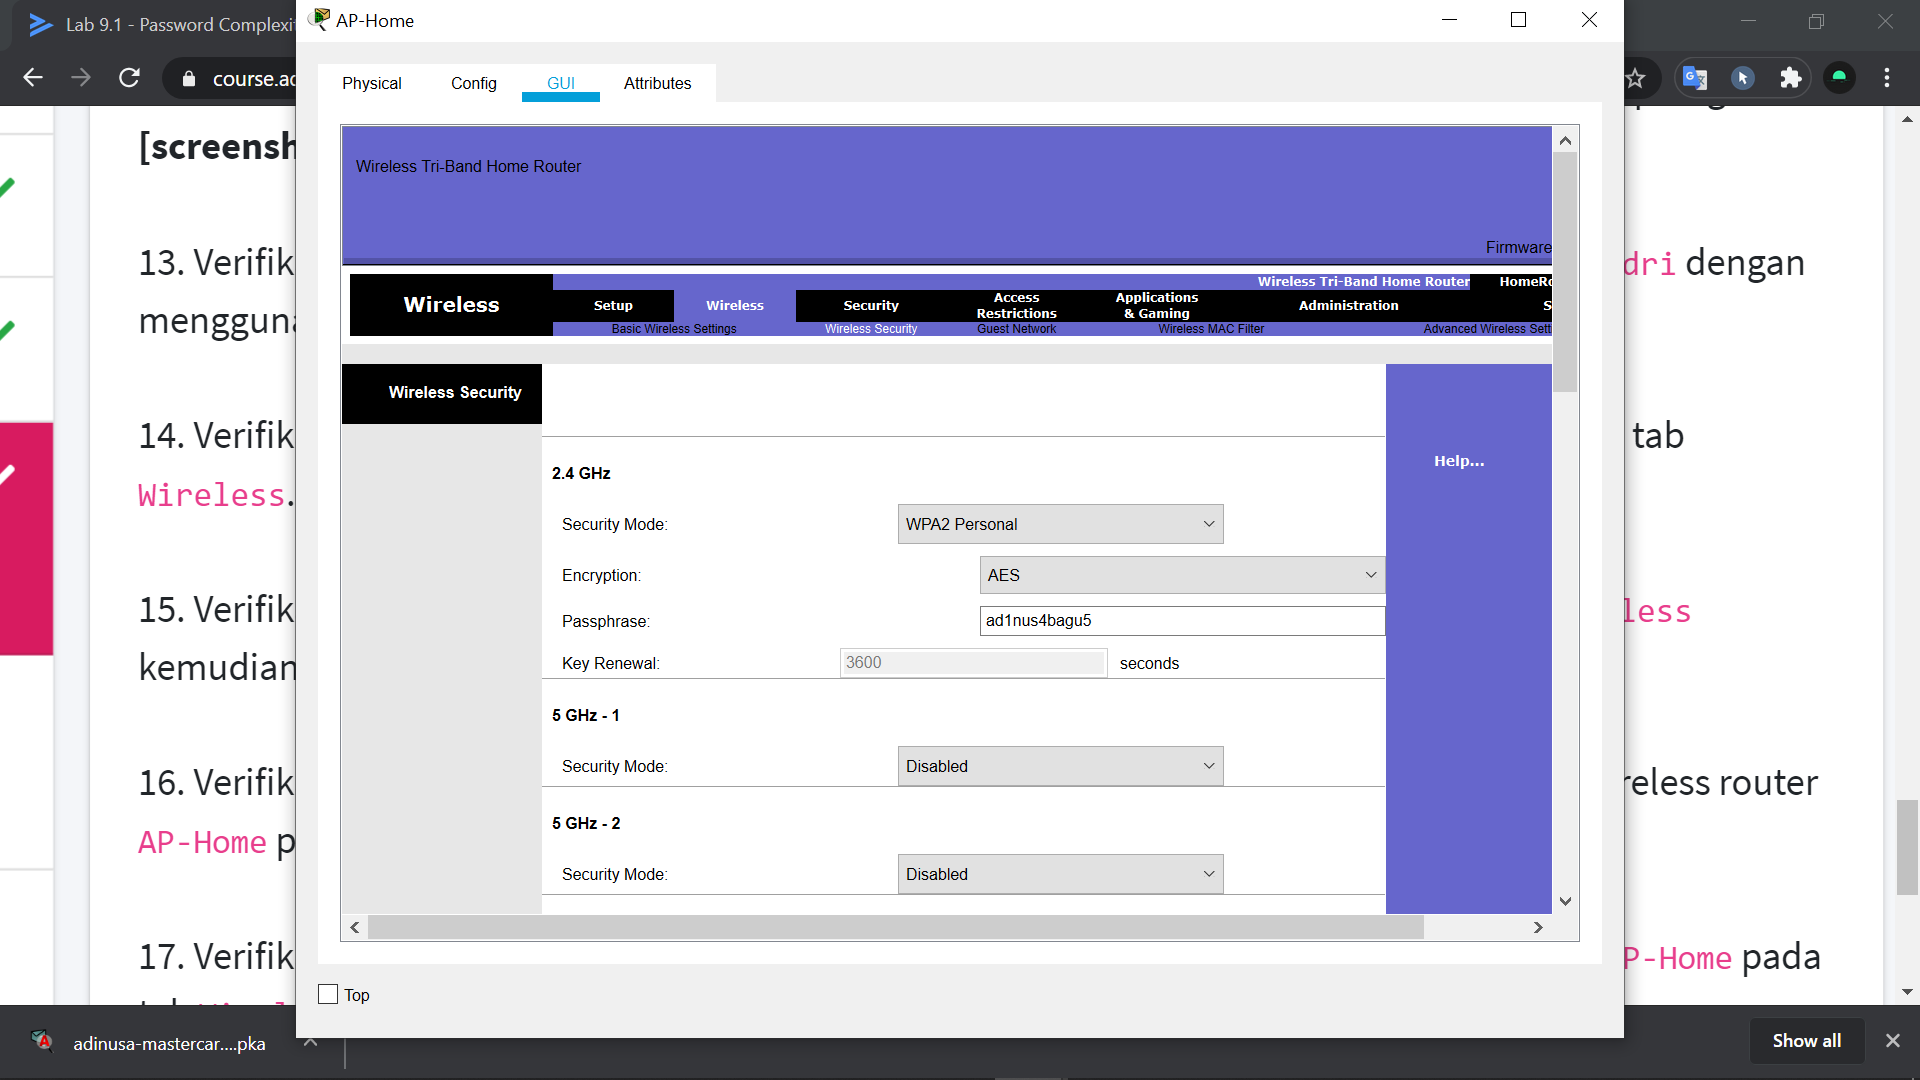 Lab 9.1 - Password Complexi
AP-Home
course.ac
Physical
Config
GUI
Attributes
[screensh
Wireless Tri-Band Home Router
Firmware
Wireless Tri-Band Home Router
HomeRo
Wireless
Setup
Wireless
Security
Access Restrictions
Applications & Gaming
Administration
S
Basic Wireless Settings
Wireless Security
Guest Network
Wireless MAC Filter
Advanced Wireless Sett
13. Verifik
dri dengan
mengguna
Wireless Security
Help...
14. Verifik
tab
Wireless.
2.4 GHz
Security Mode:
WPA2 Personal
Encryption:
AES
Passphrase:
ad1nus4bagu5
Key Renewal:
3600
seconds
15. Verifik
less
kemudian
5 GHz - 1
Security Mode:
Disabled
16. Verifik
reless router
AP-Home p
5 GHz - 2
Security Mode:
Disabled
17. Verifik
P-Home pada
Top
adinusa-mastercar....pka
Show all